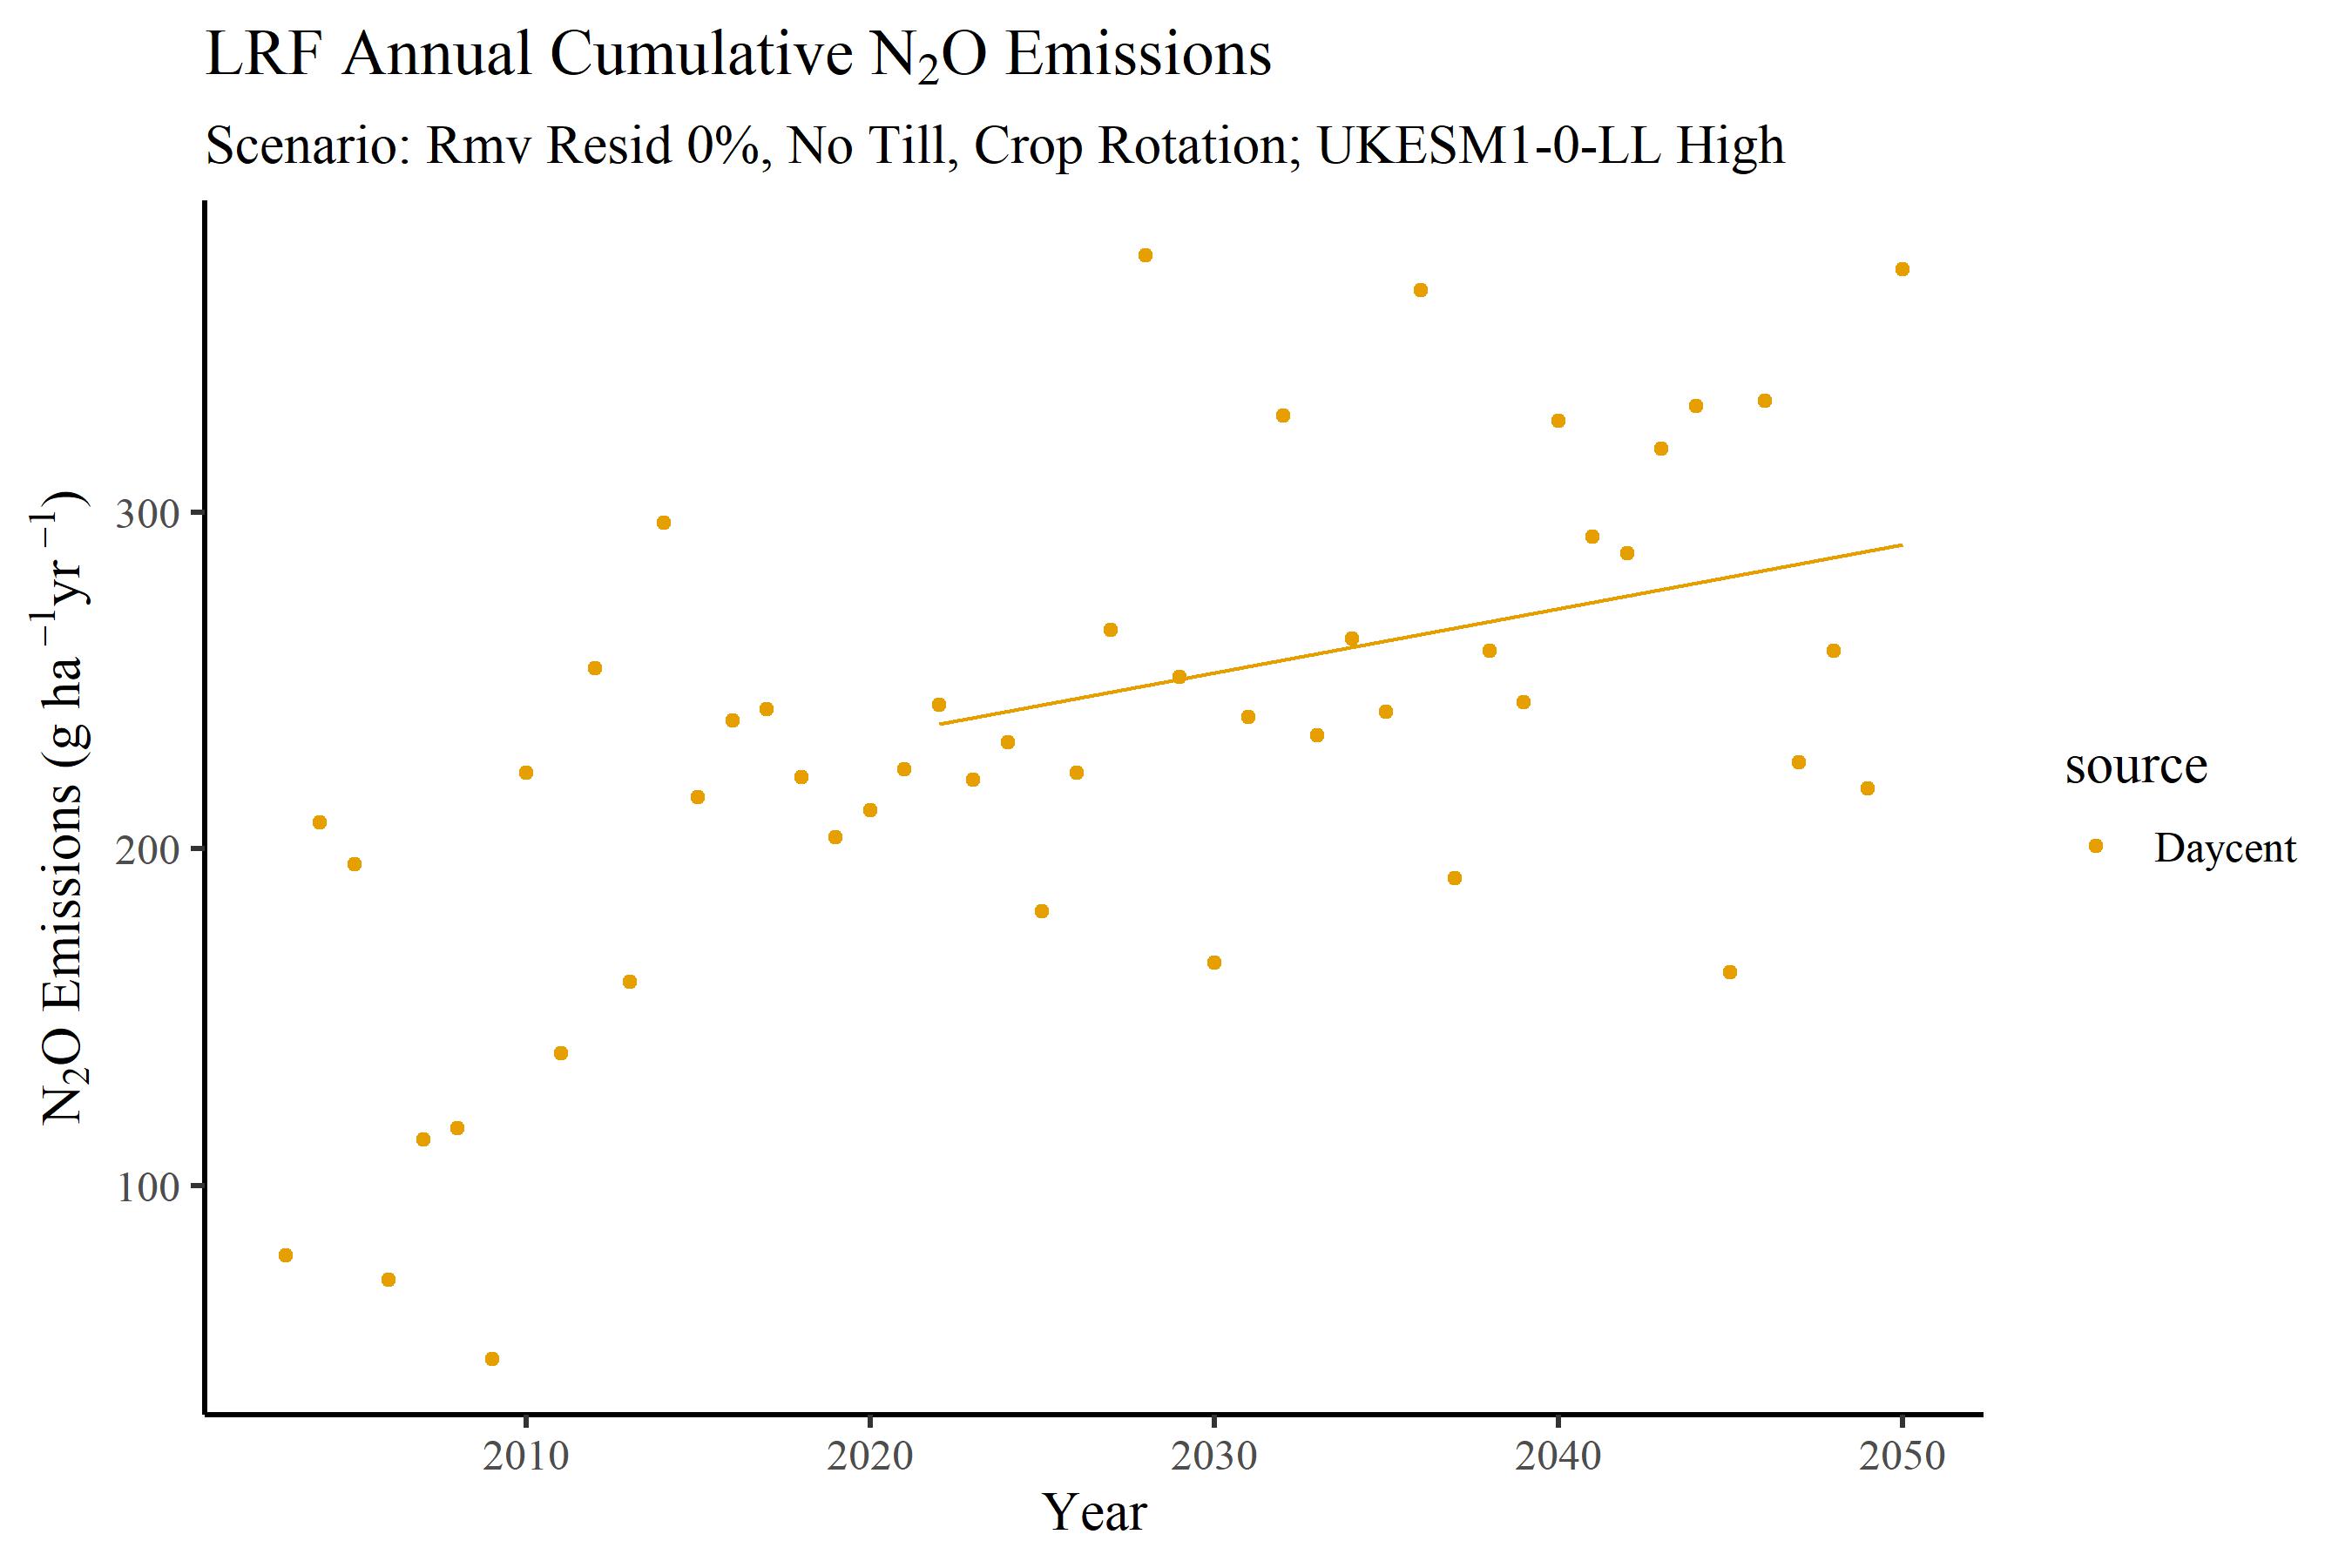 LRF Annual Cumulative N₂O Emissions
Scenario: Rmv Resid 0%, No Till, Crop Rotation; UKESM1-0-LL High
N₂O Emissions (g ha ⁻¹yr ⁻¹)
300
200
100
2010 2020 2030 2040 2050
Year
source
Daycent